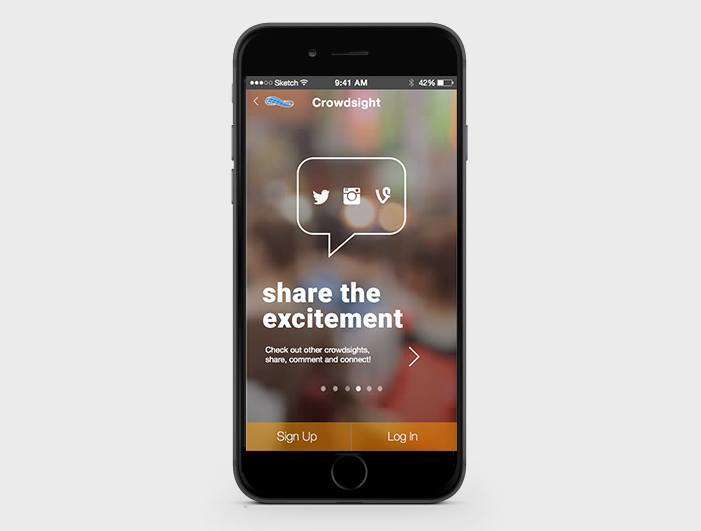 Sketch 9:41 AM 42%
Crowdsight
share the
excitement
Check out other crowdsights,
share, comment and connect!
Sign Up Log In